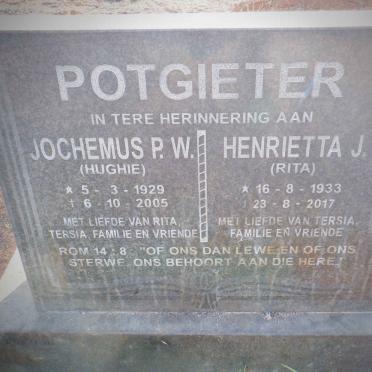 POTGIETER
IN TERE HERINNERING AAN
JOCHEMUS P. W.
(HUGHIE)
★ 5 - 3 - 1929
† 6 - 10 - 2005
MET LIEFDE VAN RITA,
TERSIA, FAMILIE EN VRIENDE
HENRIETTA J.
(RITA)
★ 16 - 8 - 1933
† 23 - 8 - 2017
MET LIEFDE VAN TERSIA,
FAMILIE EN VRIENDE
ROM 14 : 8 "OF ONS DAN LEWE EN OF ONS
STERWE, ONS BEHOORT AAN DIE HERE."